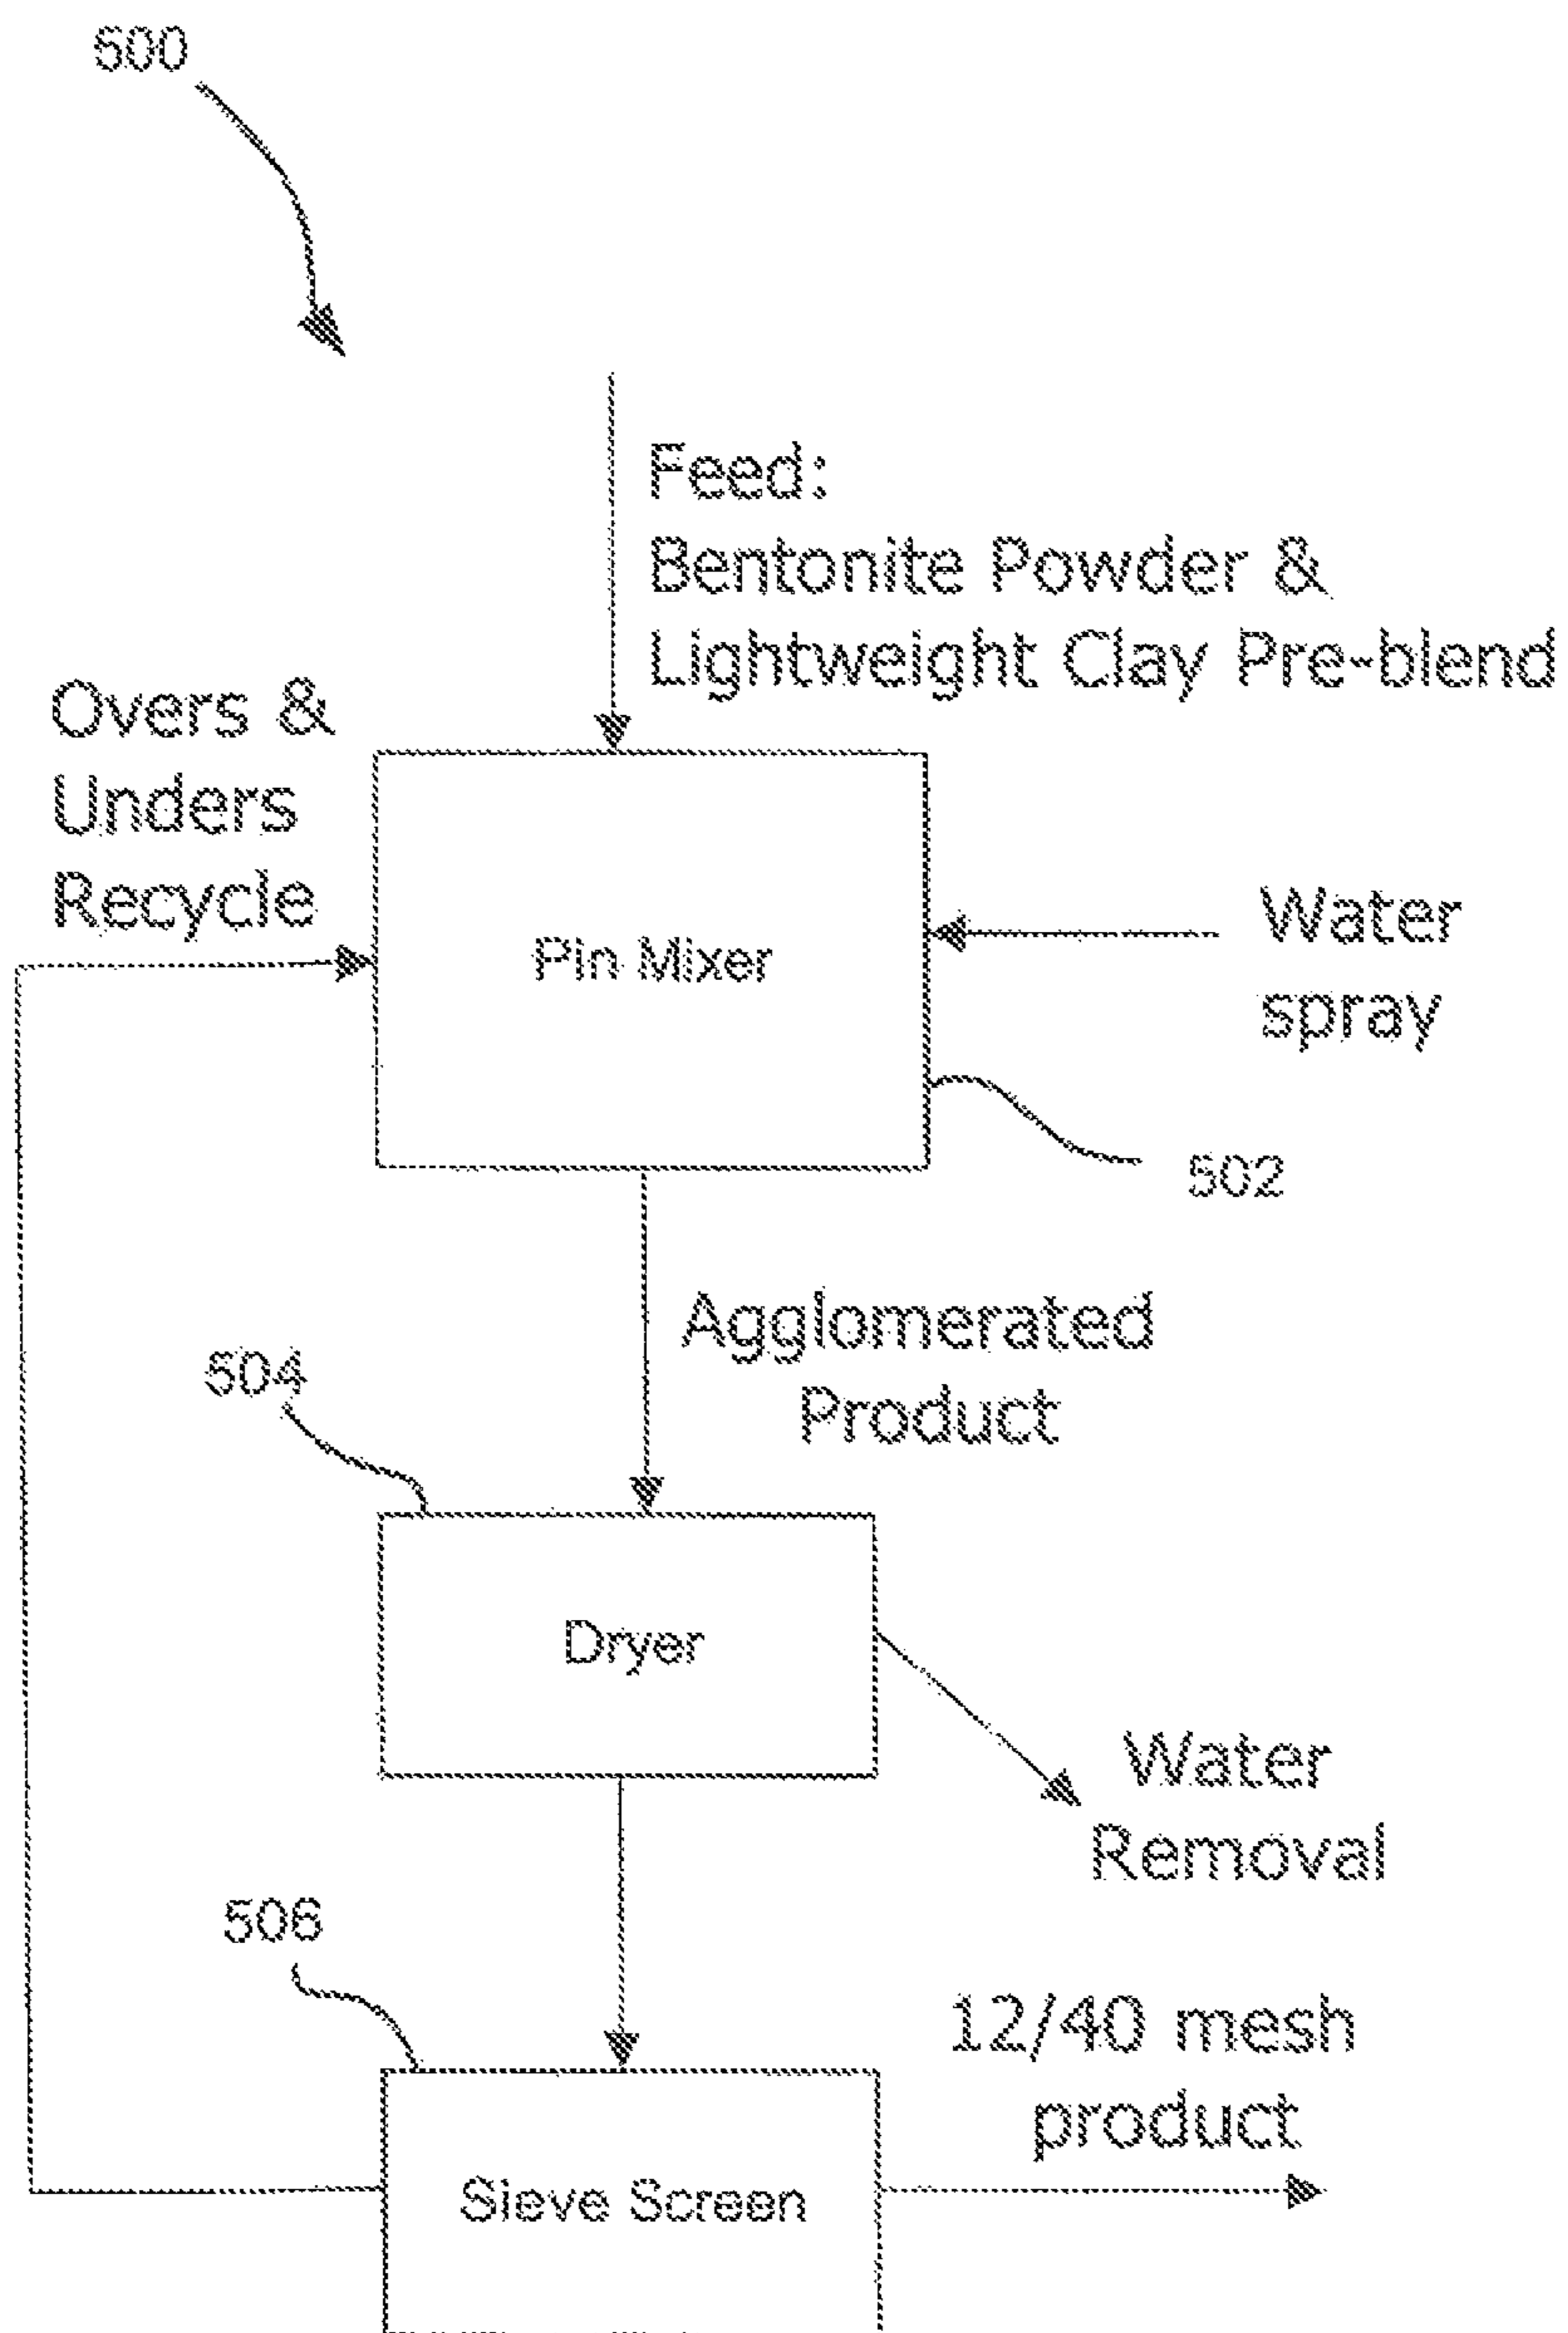 500
Feed:
Bentonite Powder &
Lightweight Clay Pre-blend
Overs &
Unders
Recycle
Pin Mixer
Water
spray
502
Agglomerated
Product
504
Dryer
Water
Removal
506
12/40 mesh
product
Sieve Screen